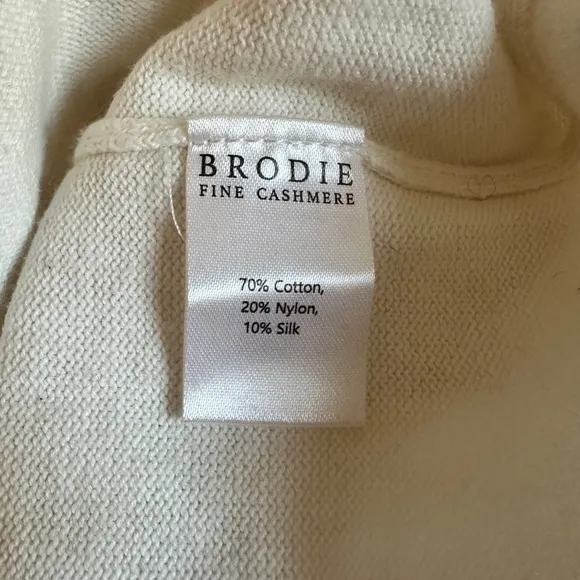 BRODIE
FINE CASHMERE
70% Cotton,
20% Nylon,
10% Silk